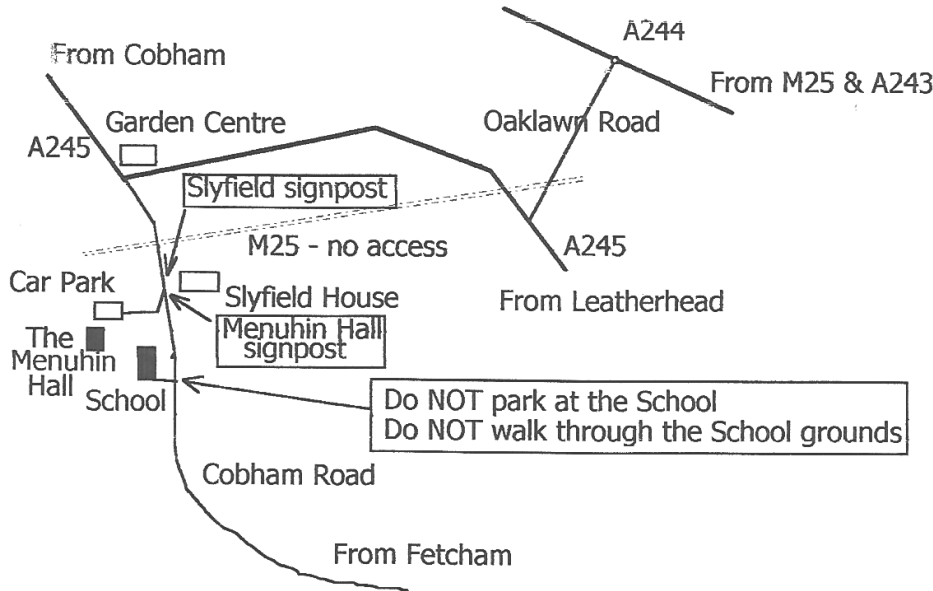 A244
From Cobham
From M25 & A243
Garden Centre
Oaklawn Road
A245
Slyfield signpost
M25 - no access
A245
Car Park
Slyfield House
From Leatherhead
Menuhin Hall
signpost
The
Menuhin
Hall
School
Do NOT park at the School
Do NOT walk through the School grounds
Cobham Road
From Fetcham